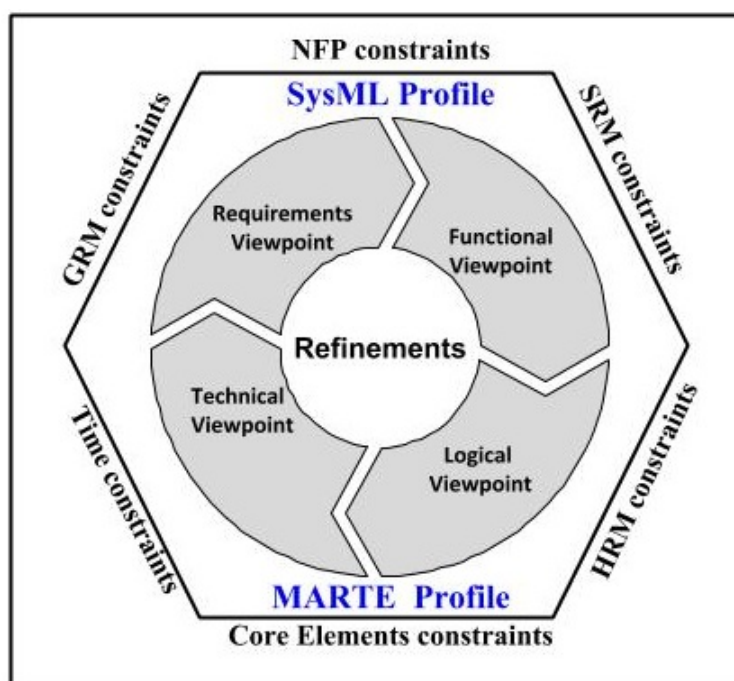 NFP constraints
SysML Profile
GRM constraints
SRM constraints
Requirements
Viewpoint
Functional
Viewpoint
Refinements
Technical
Viewpoint
Logical
Viewpoint
Time constraints
HRM constraints
MARTE Profile
Core Elements constraints